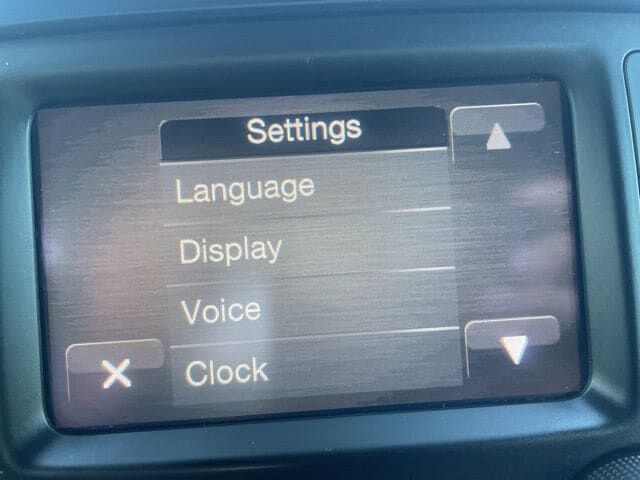 Settings
Language
Display
Voice
Clock